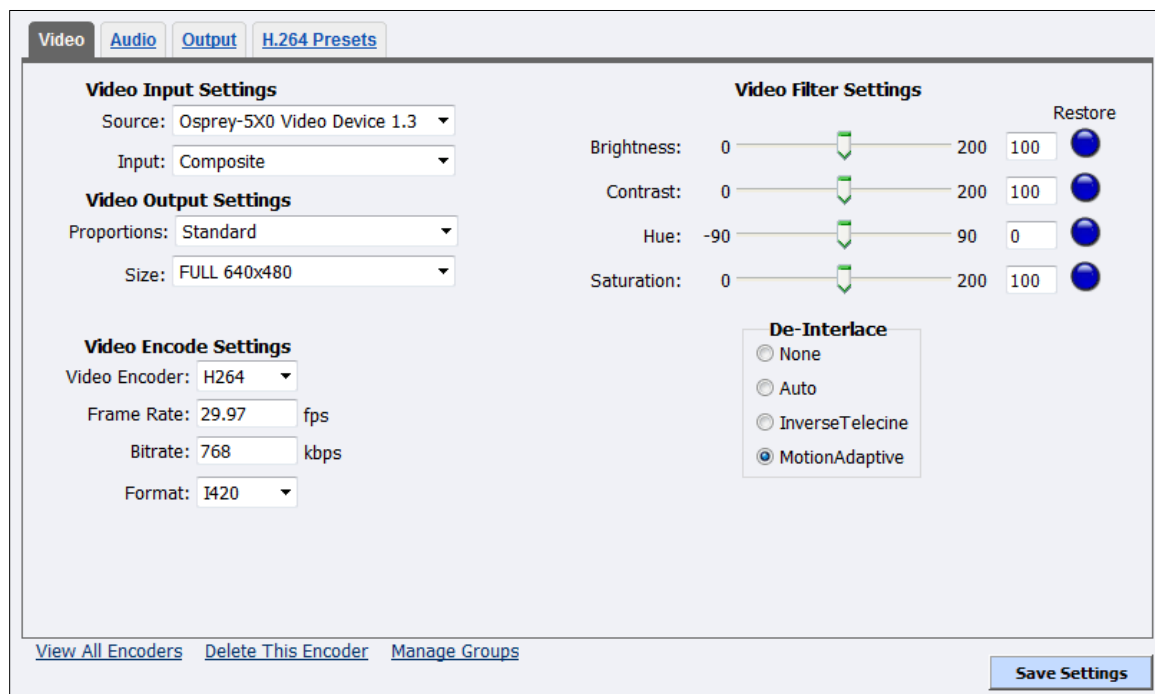 Video Audio Output H.264 Presets
Video Input Settings
Source: Osprey-5X0 Video Device 1.3
Input: Composite
Video Output Settings
Proportions: Standard
Size: FULL 640x480
Video Encode Settings
Video Encoder: H264
Frame Rate: 29.97 fps
Bitrate: 768 kbps
Format: I420
Video Filter Settings
Restore
Brightness: 0 200 100
Contrast: 0 200 100
Hue: -90 90 0
Saturation: 0 200 100
De-Interlace
None
Auto
InverseTelecine
MotionAdaptive
View All Encoders Delete This Encoder Manage Groups
Save Settings